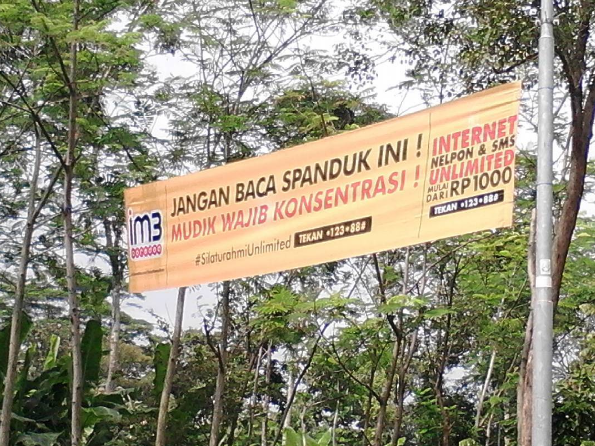 im3
ooredoo
JANGAN BACA SPANDUK INI !
MUDIK WAJIB KONSENTRASI !
#SilaturahmiUnlimited TEKAN *123*88#
INTERNET
NELPON & SMS
UNLIMITED
MULAI
DARI RP1000
TEKAN *123*88#